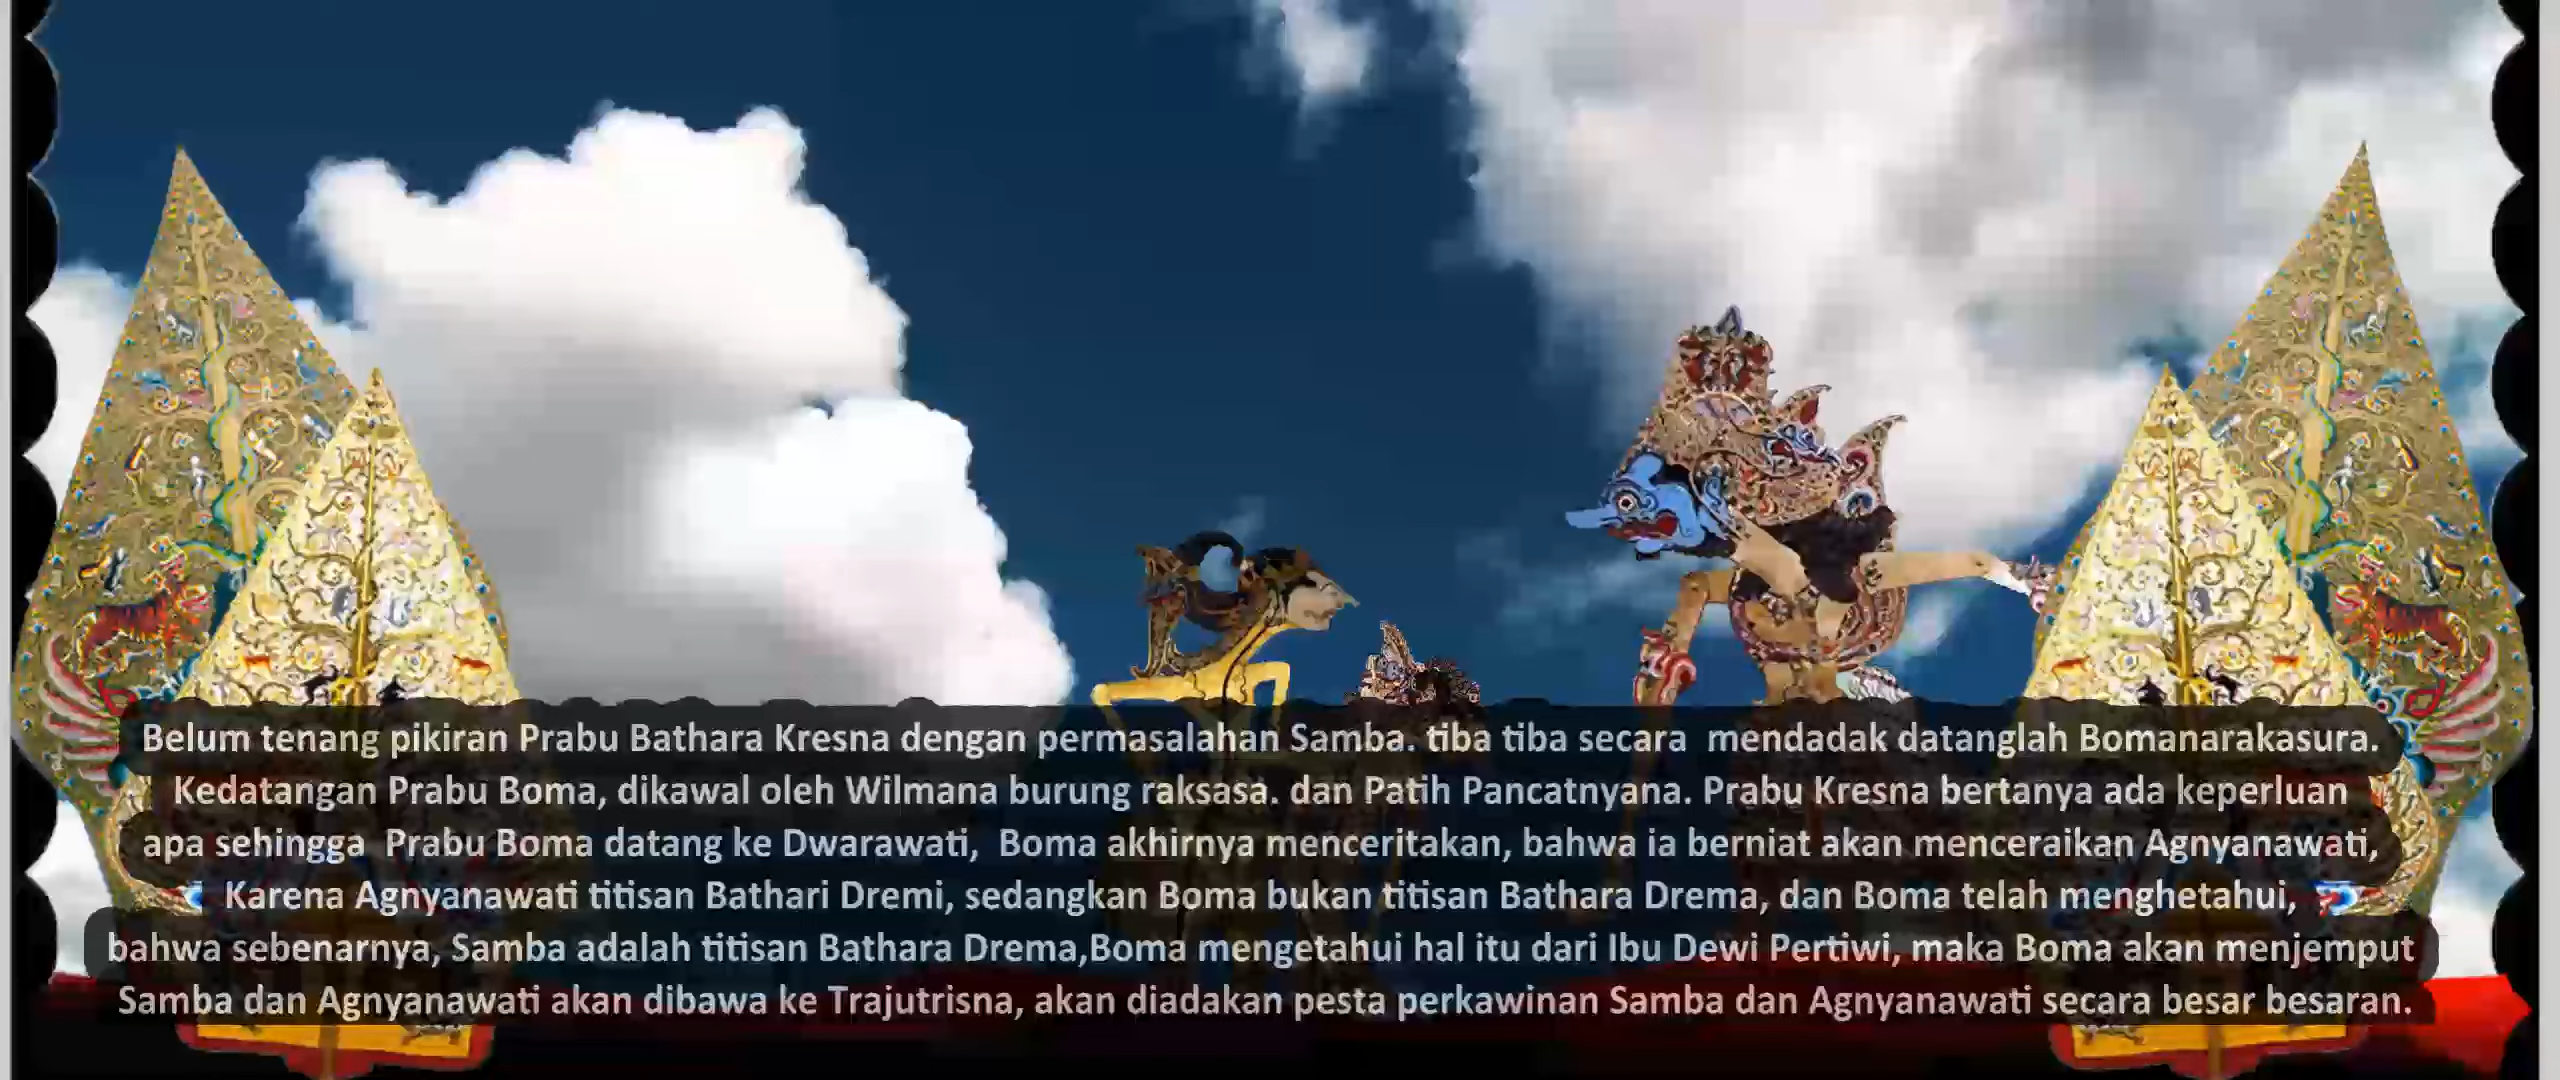 Belum tenang pikiran Prabu Bathara Kresna dengan permasalahan Samba. tiba tiba secara  mendadak datanglah Bomanarakasura.
Kedatangan Prabu Boma, dikawal oleh Wilmana burung raksasa. dan Patih Pancatnyana. Prabu Kresna bertanya ada keperluan
apa sehingga  Prabu Boma datang ke Dwarawati,  Boma akhirnya menceritakan, bahwa ia berniat akan menceraikan Agnyanawati,
Karena Agnyanawati titisan Bathari Dremi, sedangkan Boma bukan titisan Bathara Drema, dan Boma telah menghetahui,
bahwa sebenarnya, Samba adalah titisan Bathara Drema,Boma mengetahui hal itu dari Ibu Dewi Pertiwi, maka Boma akan menjemput
Samba dan Agnyanawati akan dibawa ke Trajutrisna, akan diadakan pesta perkawinan Samba dan Agnyanawati secara besar besaran.